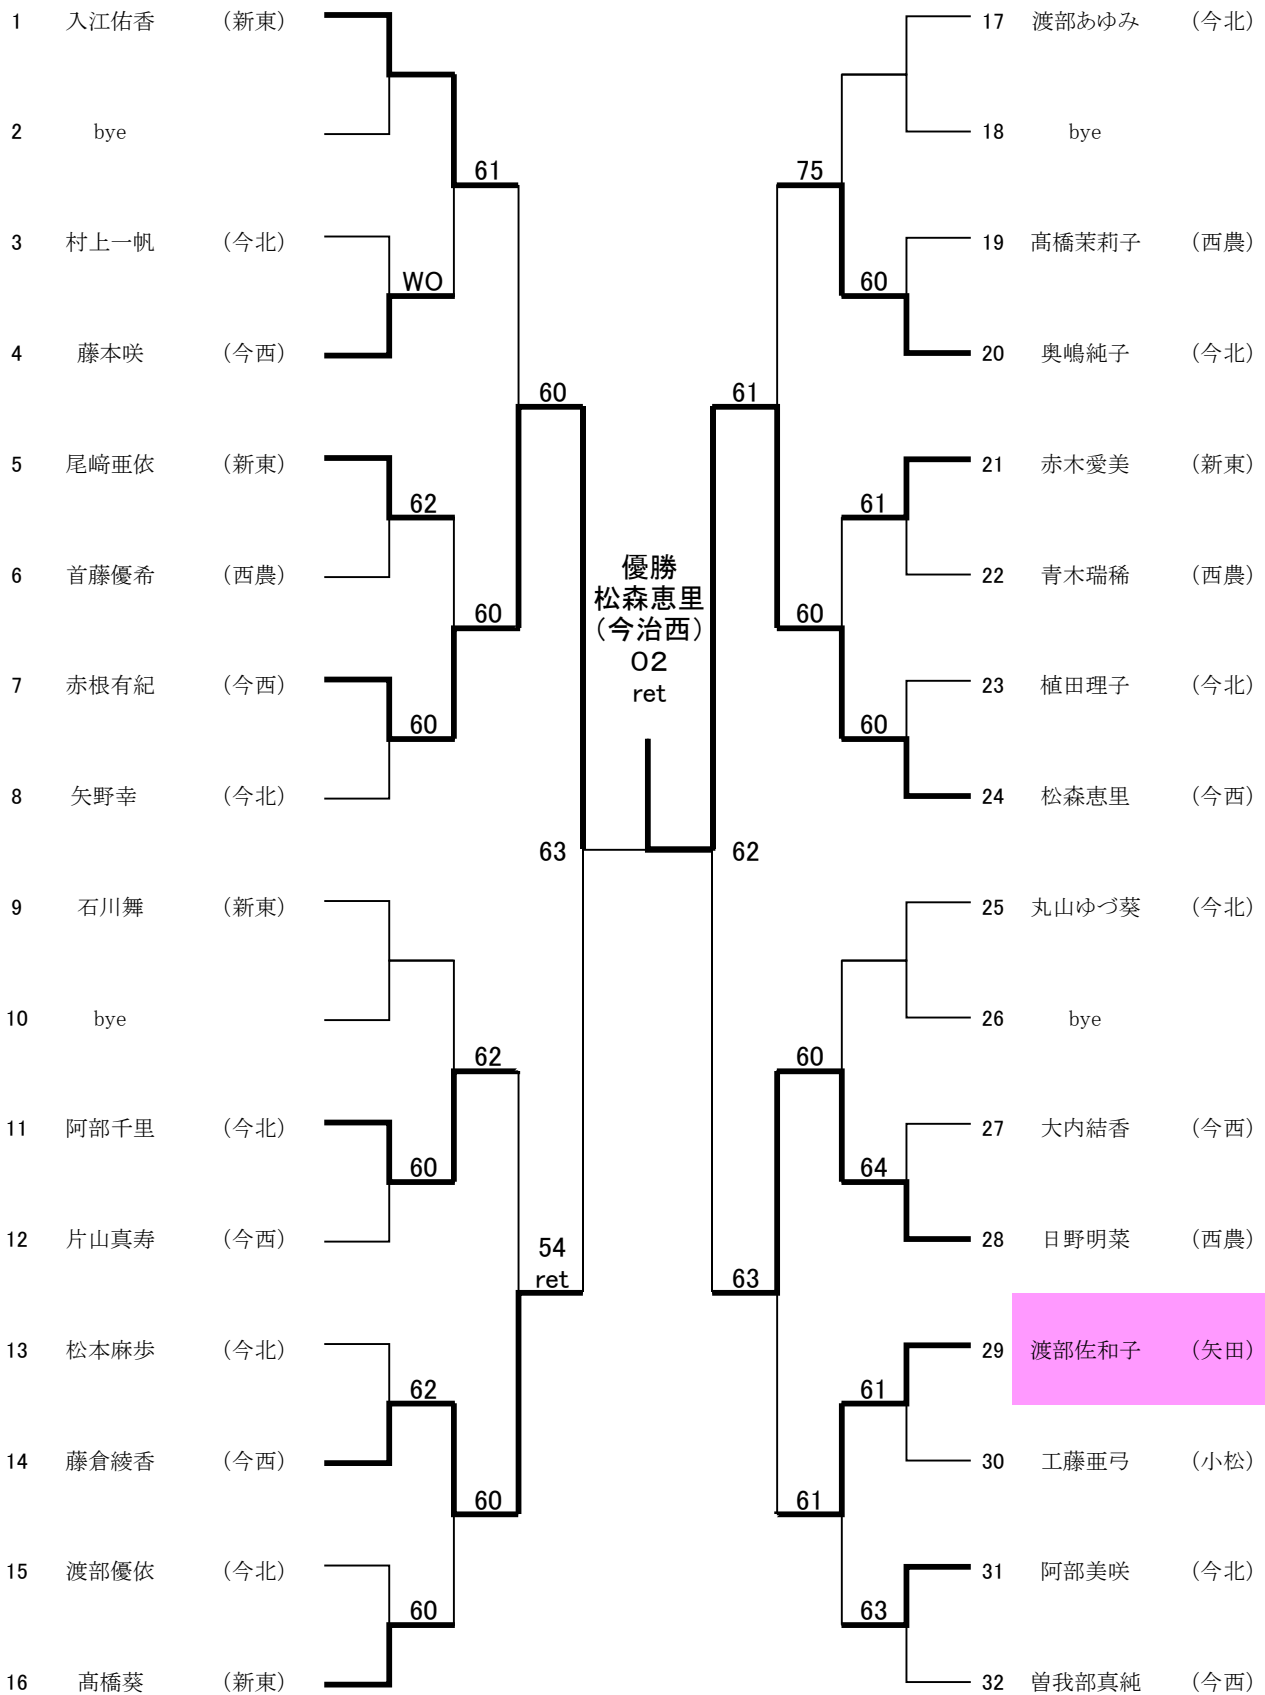 1 入江佑香 (新東)
2 bye
3 村上一帆 (今北)
4 藤本咲 (今西)
5 尾﨑亜依 (新東)
6 首藤優希 (西農)
7 赤根有紀 (今西)
8 矢野幸 (今北)
9 石川舞 (新東)
10 bye
11 阿部千里 (今北)
12 片山真寿 (今西)
13 松本麻歩 (今北)
14 藤倉綾香 (今西)
15 渡部優依 (今北)
16 髙橋葵 (新東)
WO
62
60
60
62
60
61
60
62
60
60
54
ret
63
優勝
松森恵里
(今治西)
02
ret
62
61
63
75
60
60
61
60
61
60
64
61
63
17 渡部あゆみ (今北)
18 bye
19 髙橋茉莉子 (西農)
20 奥嶋純子 (今北)
21 赤木愛美 (新東)
22 青木瑞稀 (西農)
23 植田理子 (今北)
24 松森恵里 (今西)
25 丸山ゆづ葵 (今北)
26 bye
27 大内結香 (今西)
28 日野明菜 (西農)
29 渡部佐和子 (矢田)
30 工藤亜弓 (小松)
31 阿部美咲 (今北)
32 曽我部真純 (今西)